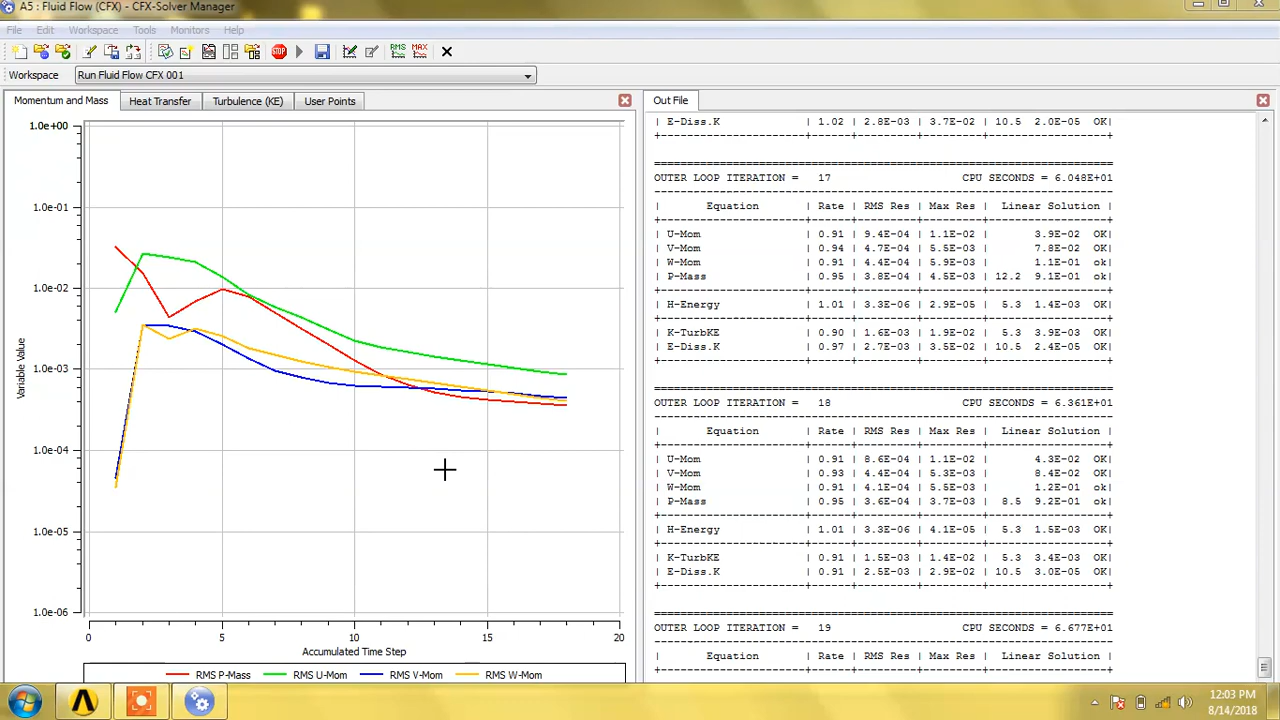 A5 : Fluid Flow (CFX) - CFX-Solver Manager
File Edit Workspace Tools Monitors Help
STOP RMS MAX
Workspace Run Fluid Flow CFX 001
Momentum and Mass Heat Transfer Turbulence (KE) User Points
1.0e+00
1.0e-01
1.0e-02
1.0e-03
1.0e-04
1.0e-05
1.0e-06
Variable Value
0 5 10 15 20
Accumulated Time Step
RMS P-Mass RMS U-Mom RMS V-Mom RMS W-Mom
Out File
| E-Diss.K | 1.02 | 2.8E-03 | 3.7E-02 | 10.5 2.0E-05 OK|
+----------------------+------+---------+---------+------------------+
======================================================================
OUTER LOOP ITERATION = 17 CPU SECONDS = 6.048E+01
----------------------------------------------------------------------
| Equation | Rate | RMS Res | Max Res | Linear Solution |
+----------------------+------+---------+---------+------------------+
| U-Mom | 0.91 | 9.4E-04 | 1.1E-02 | 3.9E-02 OK|
| V-Mom | 0.94 | 4.7E-04 | 5.5E-03 | 7.8E-02 OK|
| W-Mom | 0.91 | 4.4E-04 | 5.9E-03 | 1.1E-01 ok|
| P-Mass | 0.95 | 3.8E-04 | 4.5E-03 | 12.2 9.1E-01 ok|
+----------------------+------+---------+---------+------------------+
| H-Energy | 1.01 | 3.3E-06 | 2.9E-05 | 5.3 1.4E-03 OK|
+----------------------+------+---------+---------+------------------+
| K-TurbKE | 0.90 | 1.6E-03 | 1.9E-02 | 5.3 3.9E-03 OK|
| E-Diss.K | 0.97 | 2.7E-03 | 3.5E-02 | 10.5 2.4E-05 OK|
+----------------------+------+---------+---------+------------------+
======================================================================
OUTER LOOP ITERATION = 18 CPU SECONDS = 6.361E+01
----------------------------------------------------------------------
| Equation | Rate | RMS Res | Max Res | Linear Solution |
+----------------------+------+---------+---------+------------------+
| U-Mom | 0.91 | 8.6E-04 | 1.1E-02 | 4.3E-02 OK|
| V-Mom | 0.93 | 4.4E-04 | 5.3E-03 | 8.4E-02 OK|
| W-Mom | 0.91 | 4.1E-04 | 5.5E-03 | 1.2E-01 ok|
| P-Mass | 0.95 | 3.6E-04 | 3.7E-03 | 8.5 9.2E-01 ok|
+----------------------+------+---------+---------+------------------+
| H-Energy | 1.01 | 3.3E-06 | 4.1E-05 | 5.3 1.5E-03 OK|
+----------------------+------+---------+---------+------------------+
| K-TurbKE | 0.91 | 1.5E-03 | 1.4E-02 | 5.3 3.4E-03 OK|
| E-Diss.K | 0.91 | 2.5E-03 | 2.9E-02 | 10.5 3.0E-05 OK|
+----------------------+------+---------+---------+------------------+
======================================================================
OUTER LOOP ITERATION = 19 CPU SECONDS = 6.677E+01
----------------------------------------------------------------------
| Equation | Rate | RMS Res | Max Res | Linear Solution |
+----------------------+------+---------+---------+------------------+
12:03 PM
8/14/2018